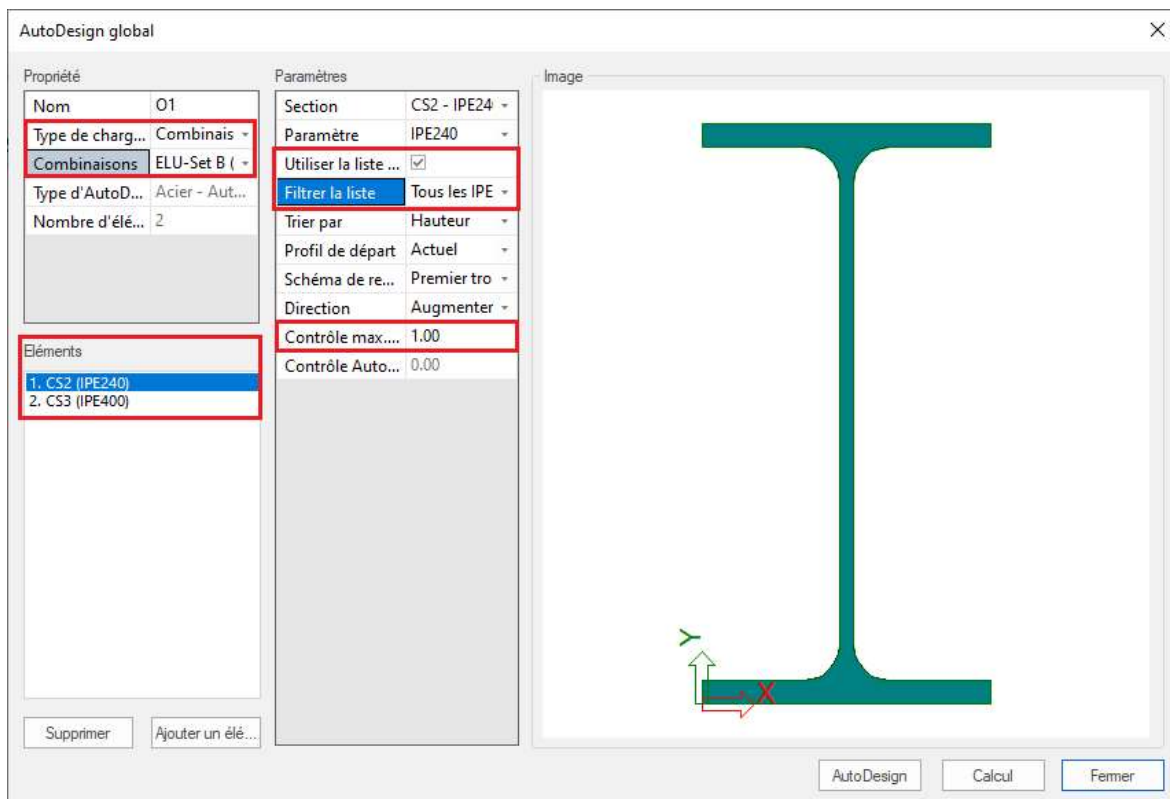 AutoDesign global
Propriété
Nom O1
Type de charg... Combinais
Combinaisons ELU-Set B (
Type d'AutoD... Acier - Aut...
Nombre d'élé... 2
Eléments
1. CS2 (IPE240)
2. CS3 (IPE400)
Supprimer Ajouter un élé...
Paramètres
Section CS2 - IPE24
Paramètre IPE240
Utiliser la liste ...
Filtrer la liste Tous les IPE
Trier par Hauteur
Profil de départ Actuel
Schéma de re... Premier tro
Direction Augmenter
Contrôle max.... 1.00
Contrôle Auto... 0.00
Image
Y
X
AutoDesign Calcul Fermer